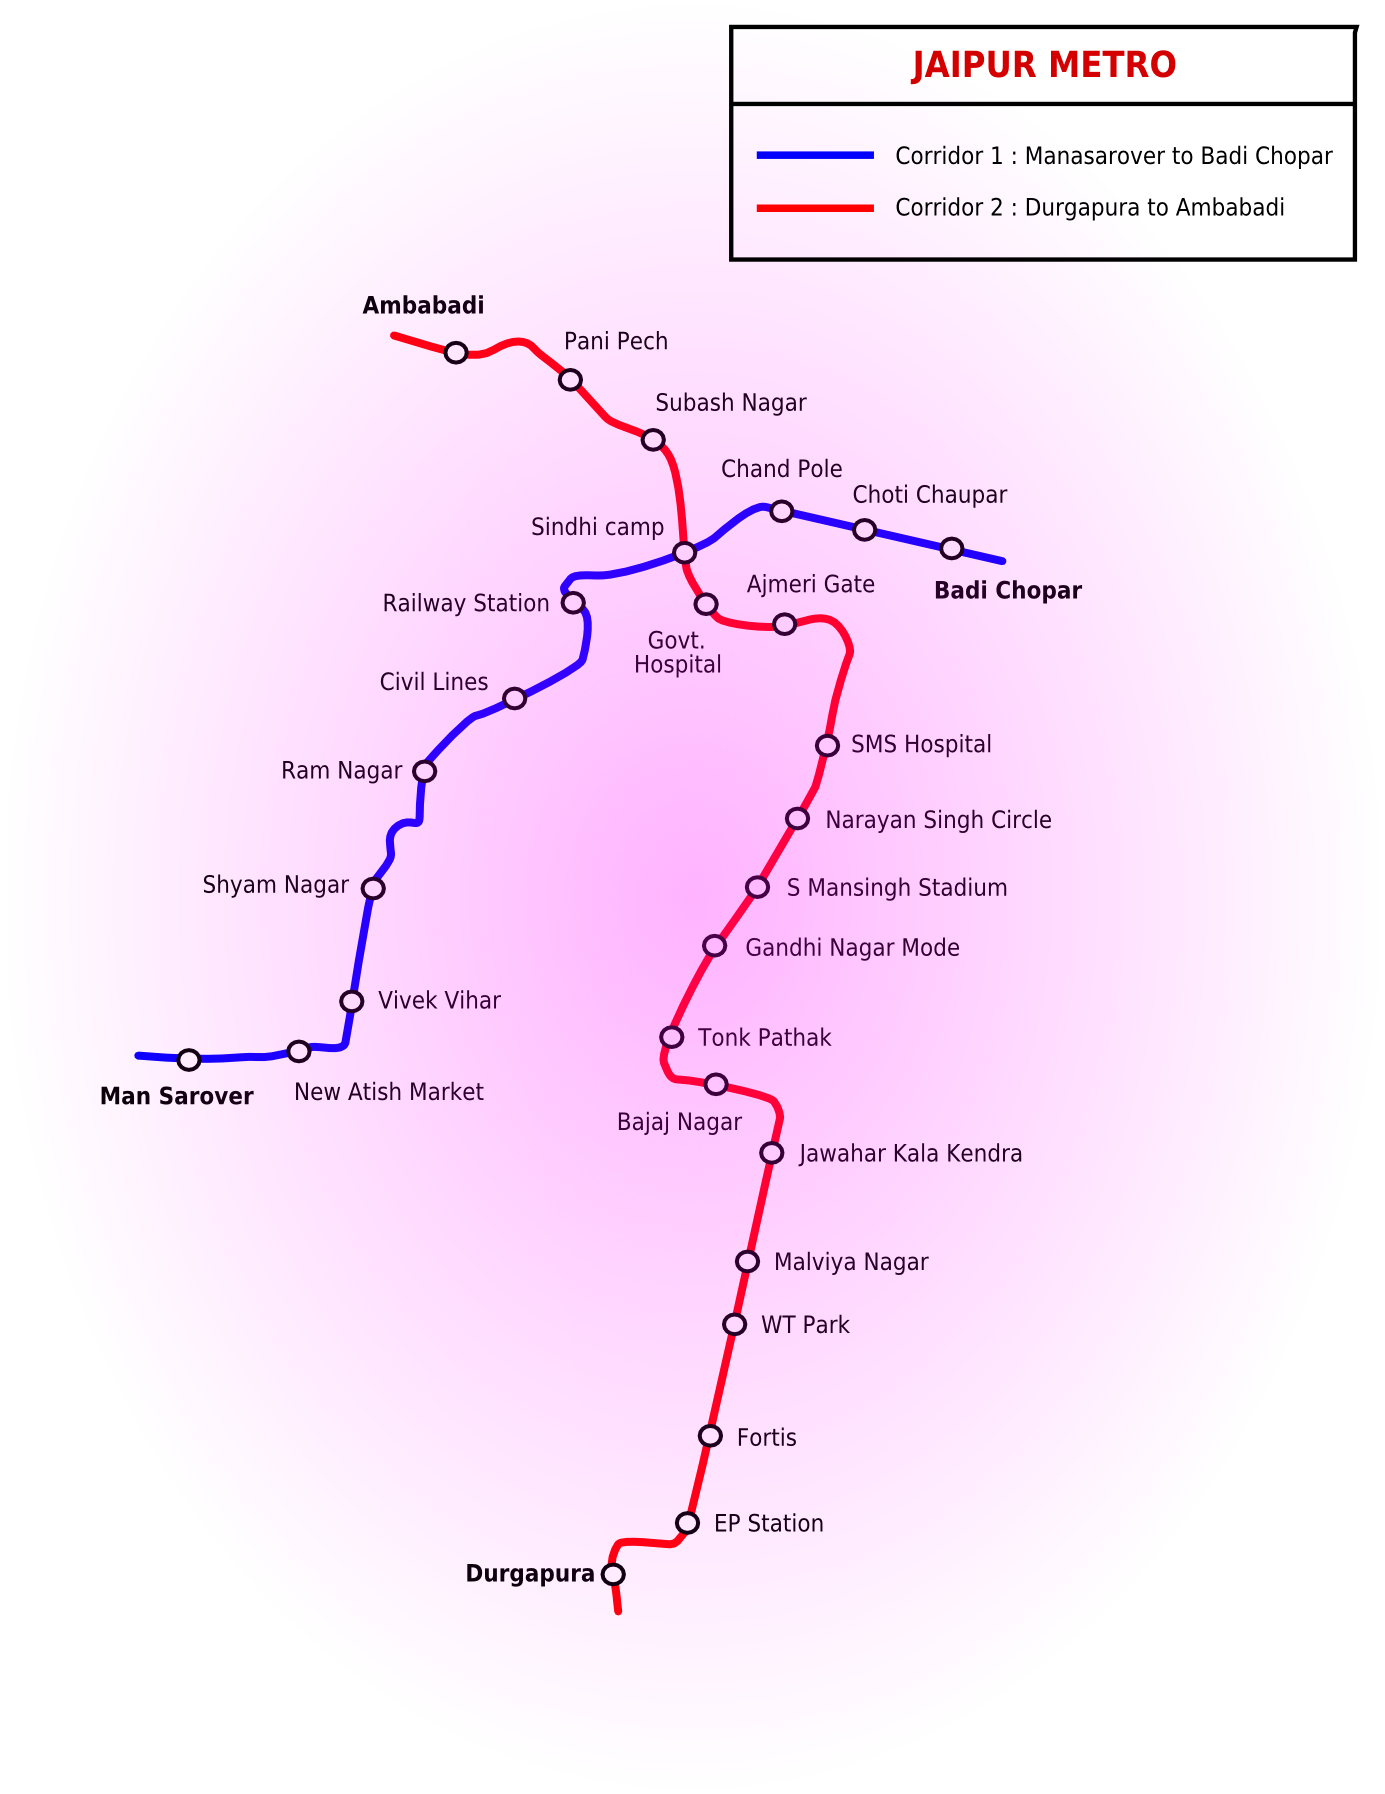 JAIPUR METRO
Corridor 1 : Manasarover to Badi Chopar
Corridor 2 : Durgapura to Ambabadi
Ambabadi
Pani Pech
Subash Nagar
Chand Pole
Choti Chaupar
Sindhi camp
Ajmeri Gate
Badi Chopar
Railway Station
Govt.
Hospital
Civil Lines
SMS Hospital
Ram Nagar
Narayan Singh Circle
Shyam Nagar
S Mansingh Stadium
Gandhi Nagar Mode
Vivek Vihar
Tonk Pathak
Man Sarover
New Atish Market
Bajaj Nagar
Jawahar Kala Kendra
Malviya Nagar
WT Park
Fortis
EP Station
Durgapura